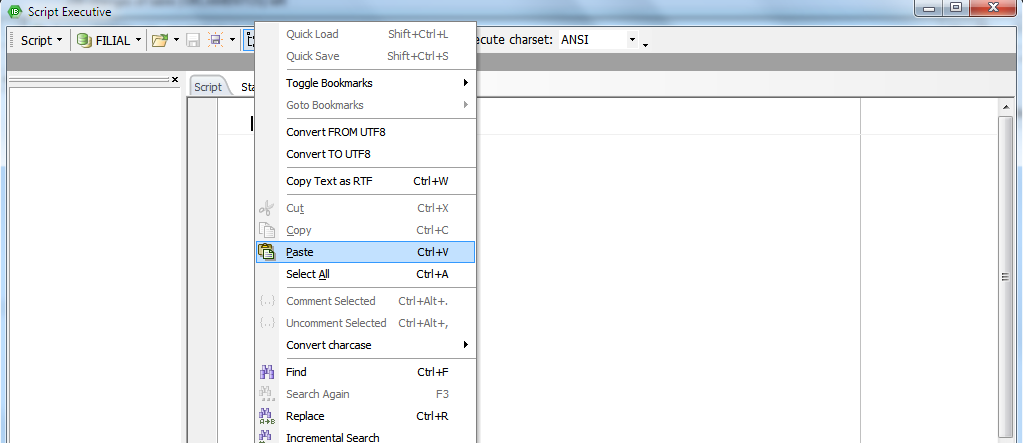 Script Executive
Script FILIAL ecute charset: ANSI
Script Sta
Quick Load Shift+Ctrl+L
Quick Save Shift+Ctrl+S
Toggle Bookmarks
Goto Bookmarks
Convert FROM UTF8
Convert TO UTF8
Copy Text as RTF Ctrl+W
Cut Ctrl+X
Copy Ctrl+C
Paste Ctrl+V
Select All Ctrl+A
Comment Selected Ctrl+Alt+.
Uncomment Selected Ctrl+Alt+,
Convert charcase
Find Ctrl+F
Search Again F3
Replace Ctrl+R
Incremental Search